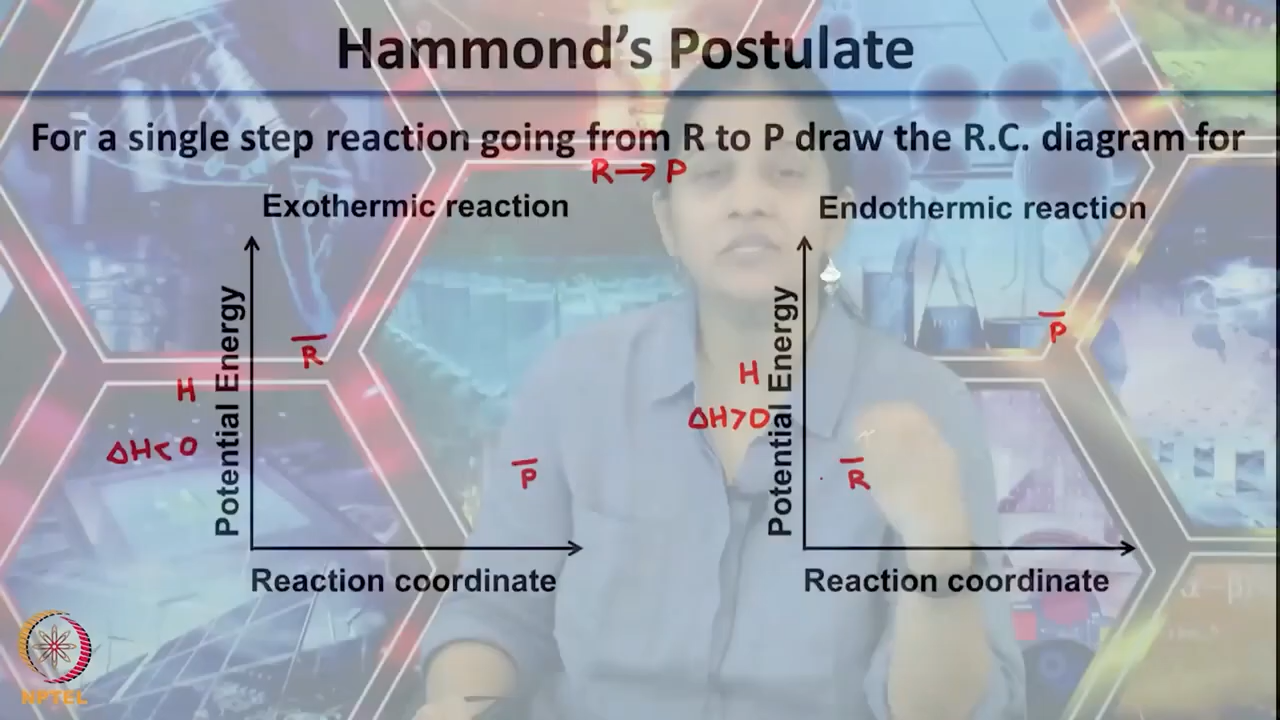 Hammond's Postulate
For a single step reaction going from R to P draw the R.C. diagram for
R→P
Exothermic reaction
Potential Energy
R
H
ΔH<0
P
Reaction coordinate
Endothermic reaction
Potential Energy
P
H
ΔH>0
R
Reaction coordinate
NPTEL